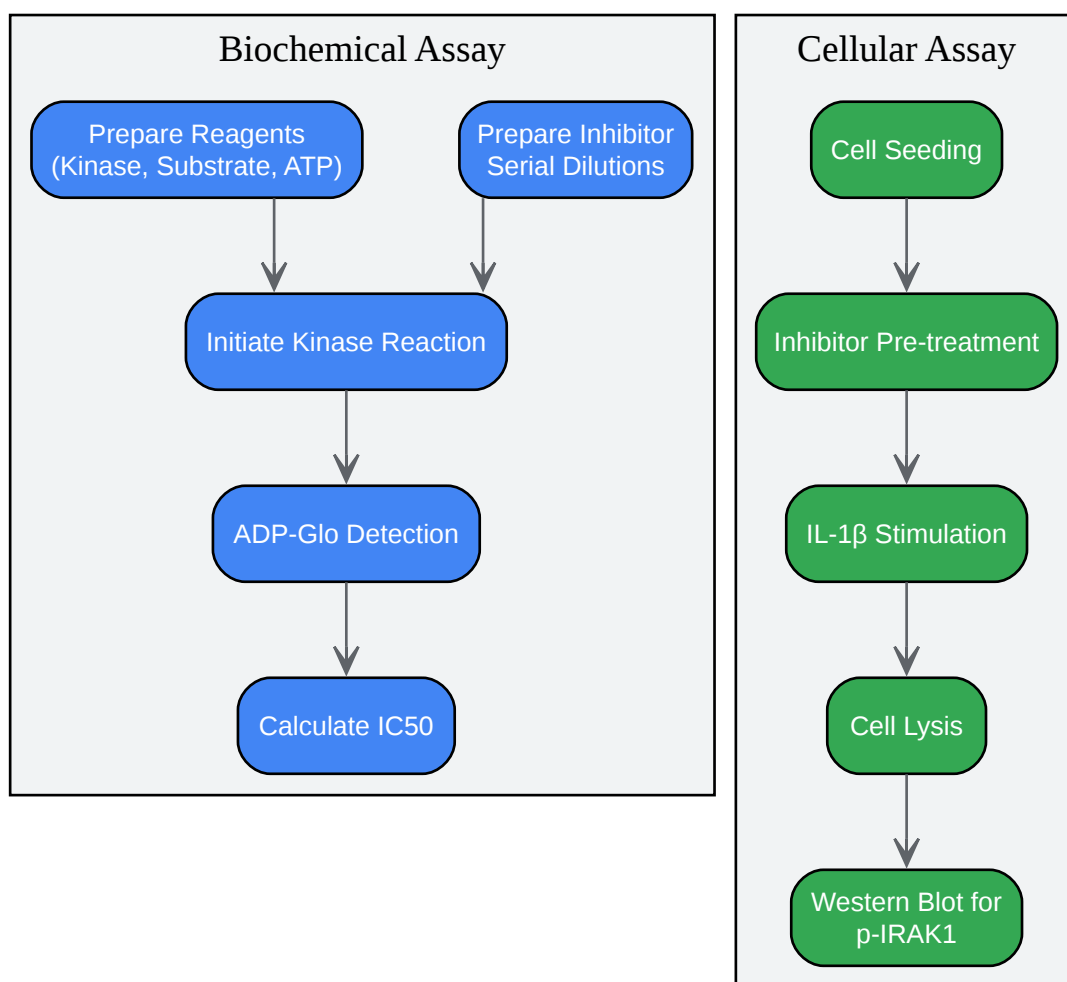 Biochemical Assay
Prepare Reagents
(Kinase, Substrate, ATP)
Prepare Inhibitor
Serial Dilutions
Initiate Kinase Reaction
ADP-Glo Detection
Calculate IC50
Cellular Assay
Cell Seeding
Inhibitor Pre-treatment
IL-1β Stimulation
Cell Lysis
Western Blot for
p-IRAK1